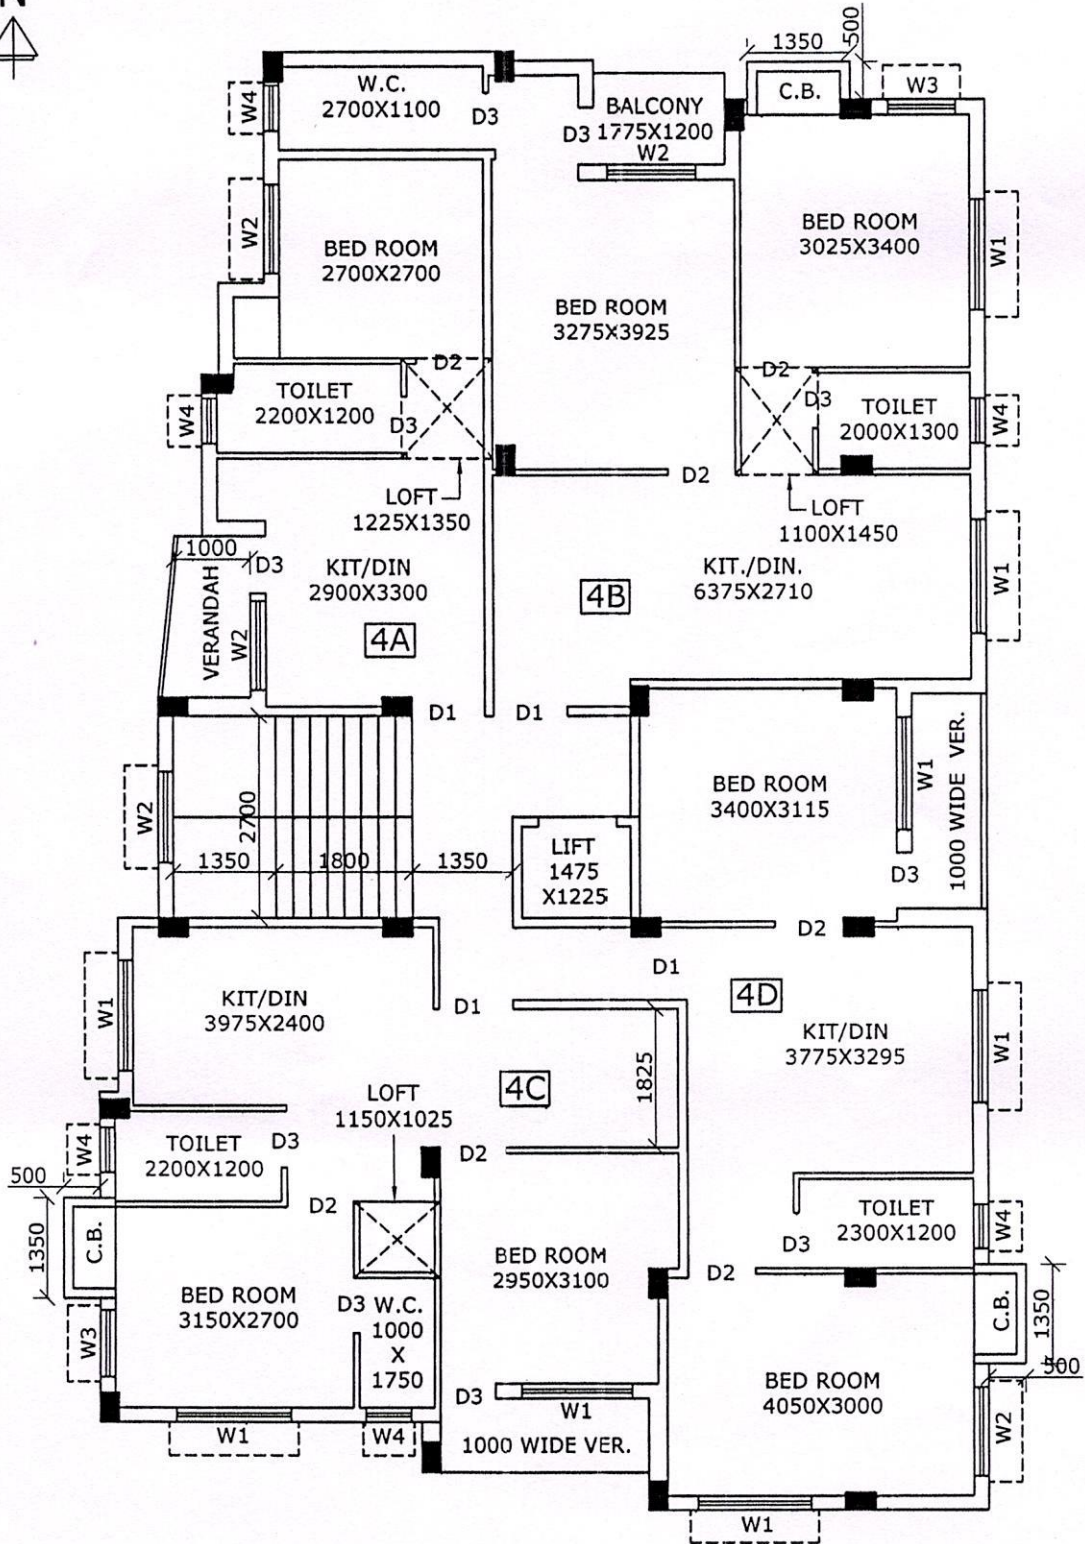 N
1350
500
W.C.
2700X1100
W4
D3
C.B.
W3
BALCONY
1775X1200
D3
W2
BED ROOM
2700X2700
W2
BED ROOM
3025X3400
W1
BED ROOM
3275X3925
D2
D2
TOILET
2200X1200
W4
D3
D3
TOILET
2000X1300
W4
LOFT
1225X1350
D2
LOFT
1100X1450
1000
D3
KIT/DIN
2900X3300
4B
KIT./DIN.
6375X2710
W1
VERANDAH
W2
4A
D1
D1
BED ROOM
3400X3115
W1
1000 WIDE VER.
W2
2700
LIFT
1475
X1225
1350
1800
1350
D3
D2
D1
KIT/DIN
3975X2400
W1
D1
4D
KIT/DIN
3775X3295
W1
1825
LOFT
1150X1025
4C
W4
TOILET
2200X1200
D3
D2
500
D2
TOILET
2300X1200
W4
D3
C.B.
1350
BED ROOM
2950X3100
D2
BED ROOM
3150X2700
C.B.
1350
W3
D3
W.C.
1000
X
1750
500
D3
W1
BED ROOM
4050X3000
W2
W1
W4
1000 WIDE VER.
W1